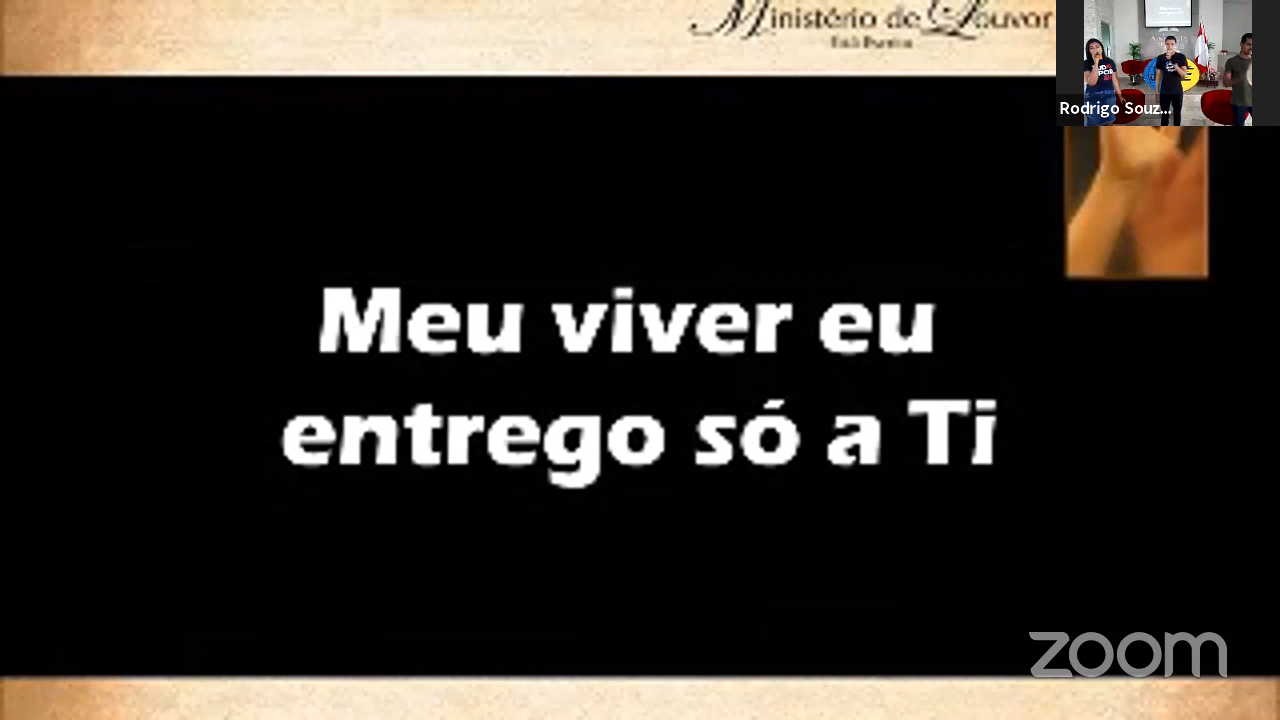 Ministério de Louvor
Rodrigo Souz...
Meu viver eu
entrego só a Ti
zoom